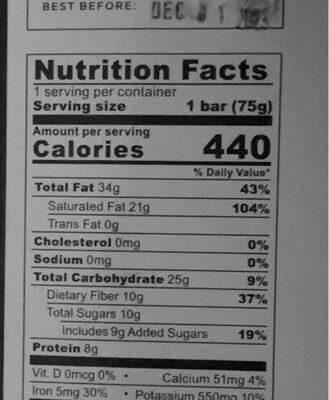 BEST BEFORE: DEC 31
Nutrition Facts
1 serving per container
Serving size 1 bar (75g)
Amount per serving
Calories 440
% Daily Value*
Total Fat 34g 43%
Saturated Fat 21g 104%
Trans Fat 0g
Cholesterol 0mg 0%
Sodium 0mg 0%
Total Carbohydrate 25g 9%
Dietary Fiber 10g 37%
Total Sugars 10g
Includes 9g Added Sugars 19%
Protein 8g
Vit. D 0mcg 0% • Calcium 51mg 4%
Iron 5mg 30% • Potassium 550mg 10%